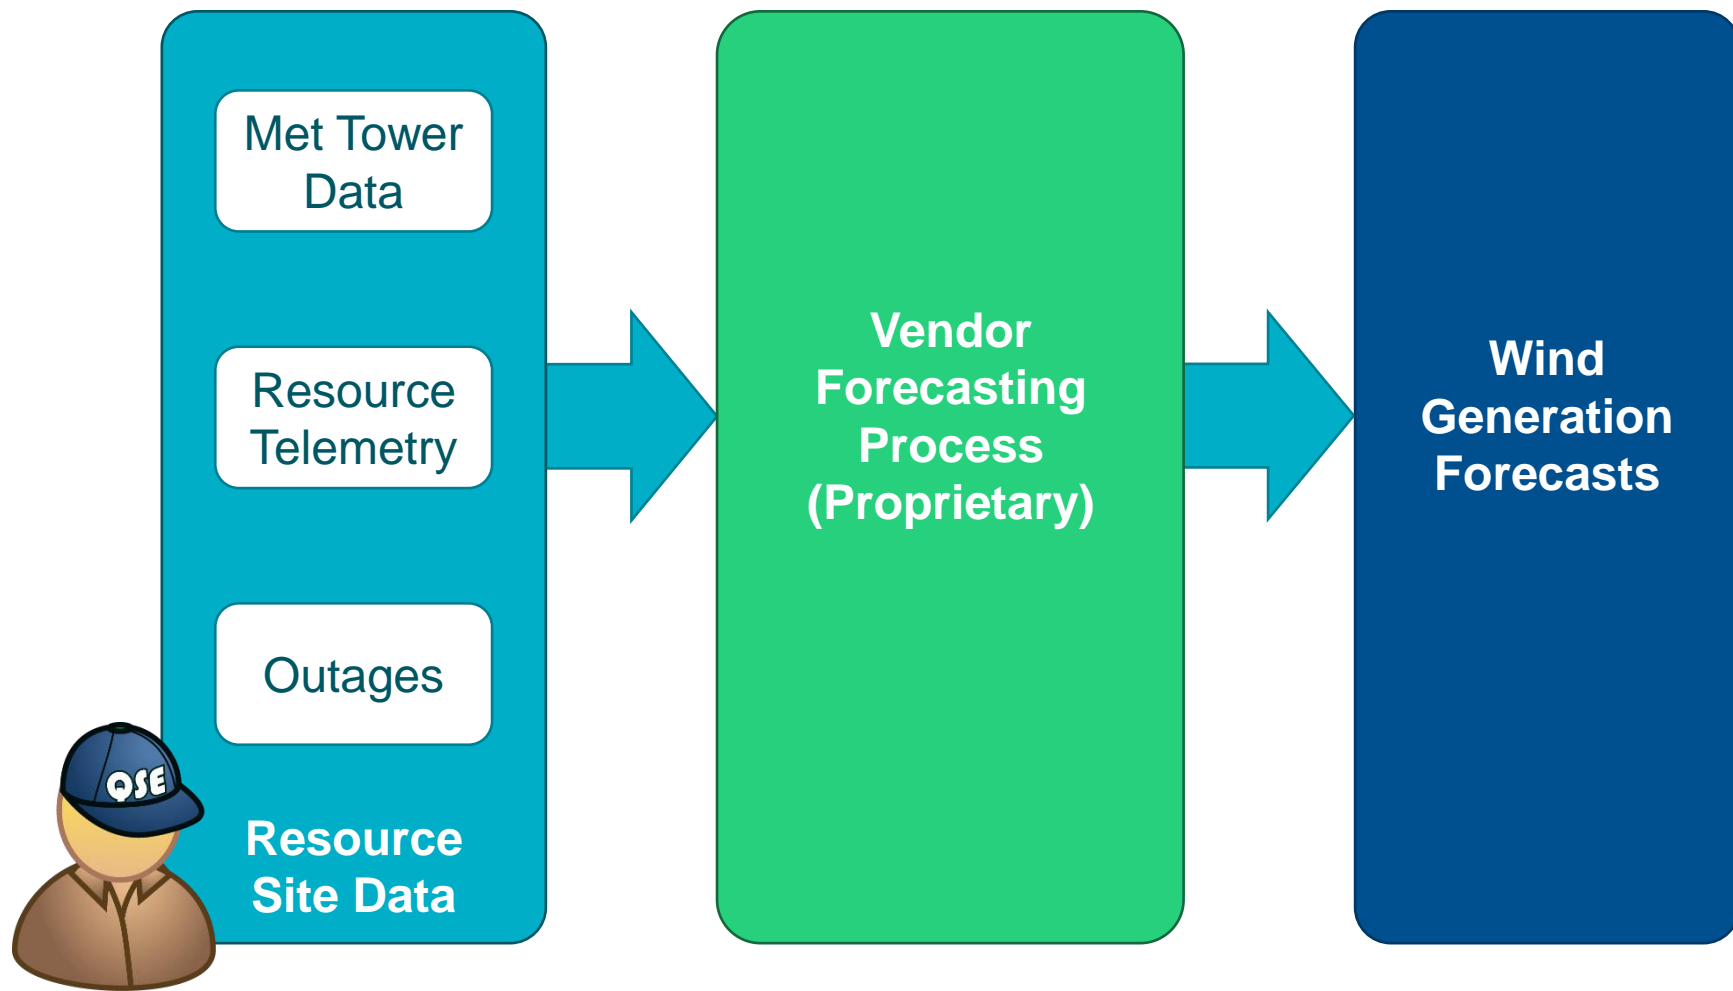 Met Tower
Data
Resource
Telemetry
Outages
QSE
Resource
Site Data
Vendor
Forecasting
Process
(Proprietary)
Wind
Generation
Forecasts